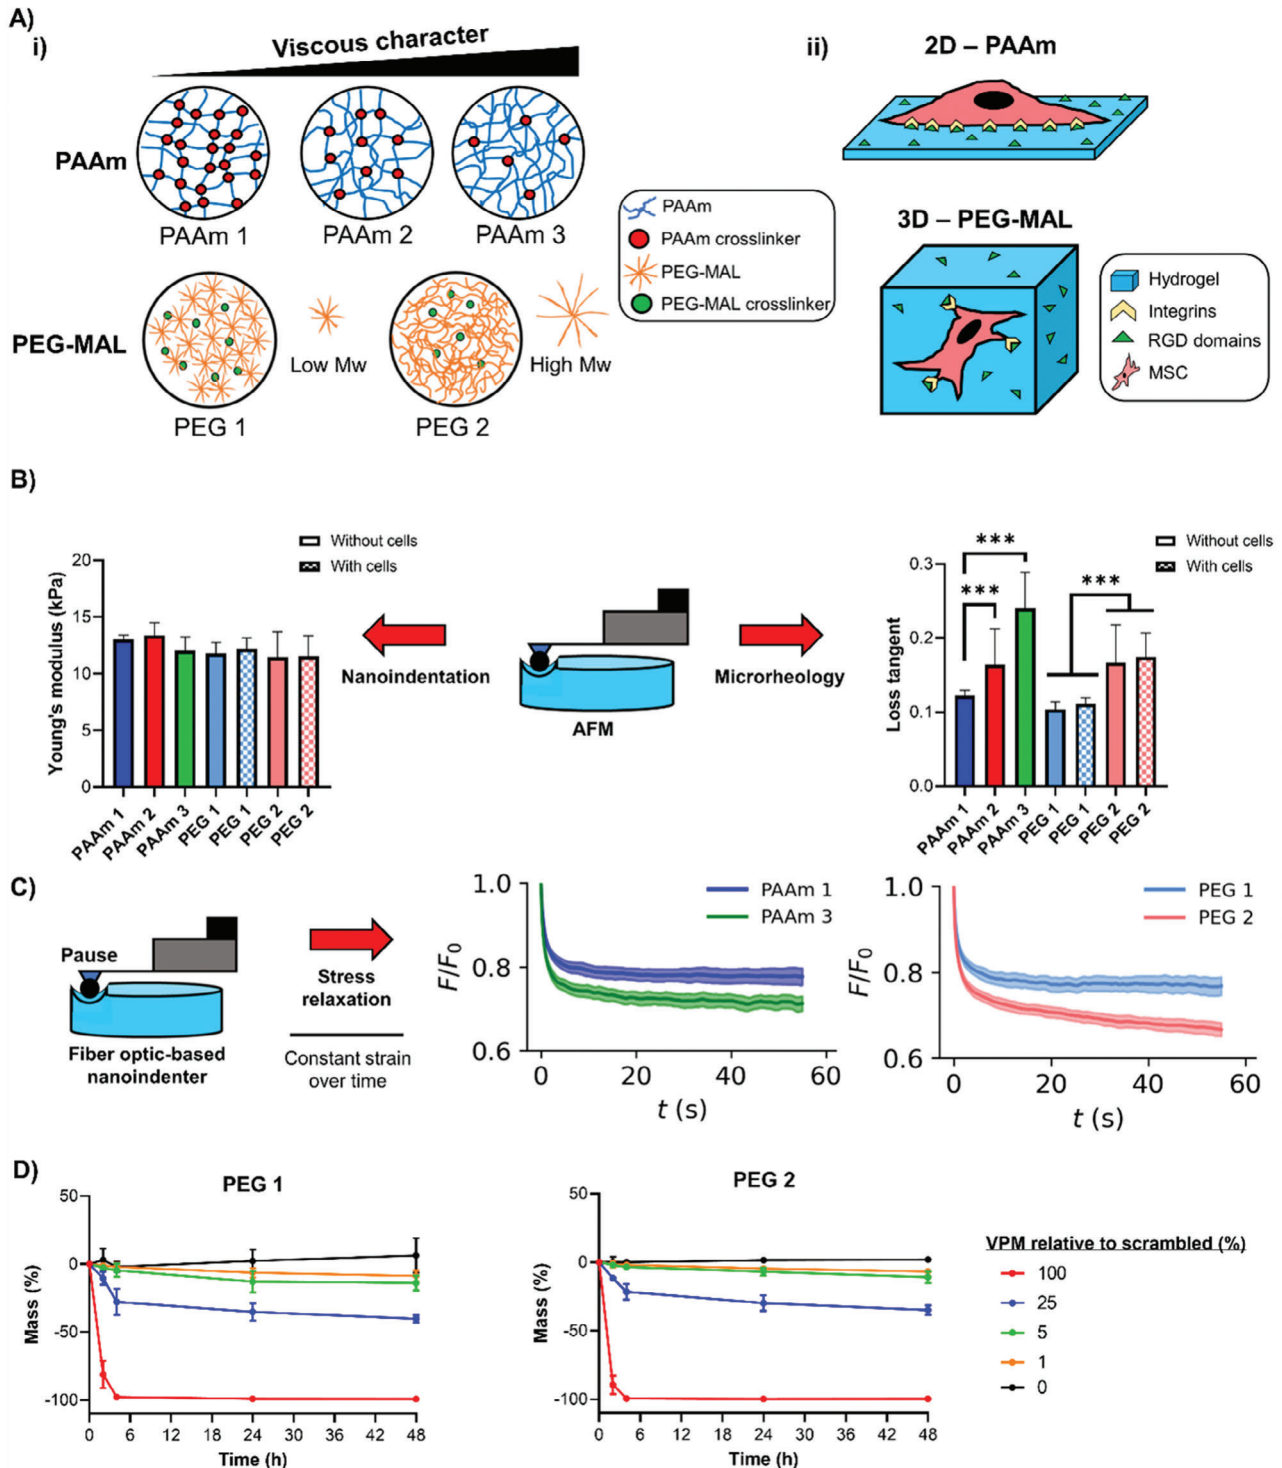 A)
i)
Viscous character
PAAm
PAAm 1
PAAm 2
PAAm 3
PEG-MAL
Low Mw
High Mw
PEG 1
PEG 2
PAAm
PAAm crosslinker
PEG-MAL
PEG-MAL crosslinker
ii)
2D – PAAm
3D – PEG-MAL
Hydrogel
Integrins
RGD domains
MSC
B)
Without cells
With cells
Young's modulus (kPa)
20
15
10
5
0
PAAm 1
PAAm 2
PAAm 3
PEG 1
PEG 1
PEG 2
PEG 2
Nanoindentation
AFM
Microrheology
Without cells
With cells
Loss tangent
0.3
0.2
0.1
0.0
***
***
***
PAAm 1
PAAm 2
PAAm 3
PEG 1
PEG 1
PEG 2
PEG 2
C)
Pause
Fiber optic-based
nanoindenter
Stress
relaxation
Constant strain
over time
F/F0
1.0
0.8
0.6
PAAm 1
PAAm 3
0
20
40
60
t (s)
F/F0
1.0
0.8
0.6
PEG 1
PEG 2
0
20
40
60
t (s)
D)
PEG 1
Mass (%)
50
0
-50
-100
0
6
12
18
24
30
36
42
48
Time (h)
PEG 2
Mass (%)
50
0
-50
-100
0
6
12
18
24
30
36
42
48
Time (h)
VPM relative to scrambled (%)
100
25
5
1
0